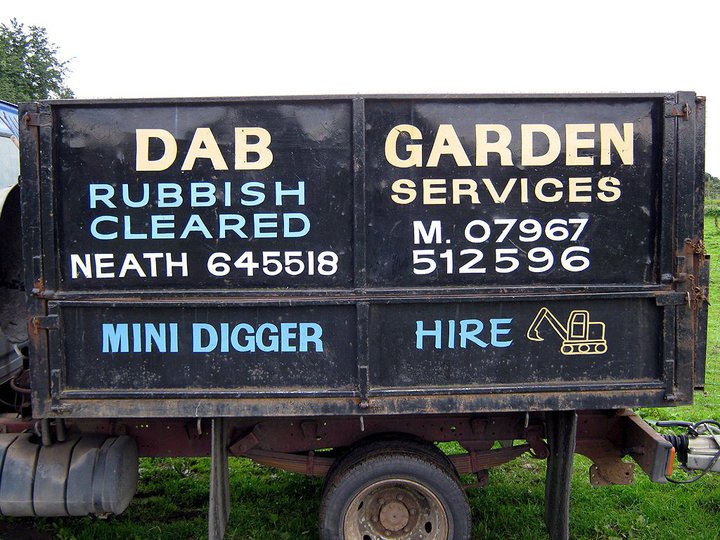 DAB GARDEN
RUBBISH SERVICES
CLEARED
M. 07967
NEATH 645518 512596
MINI DIGGER HIRE